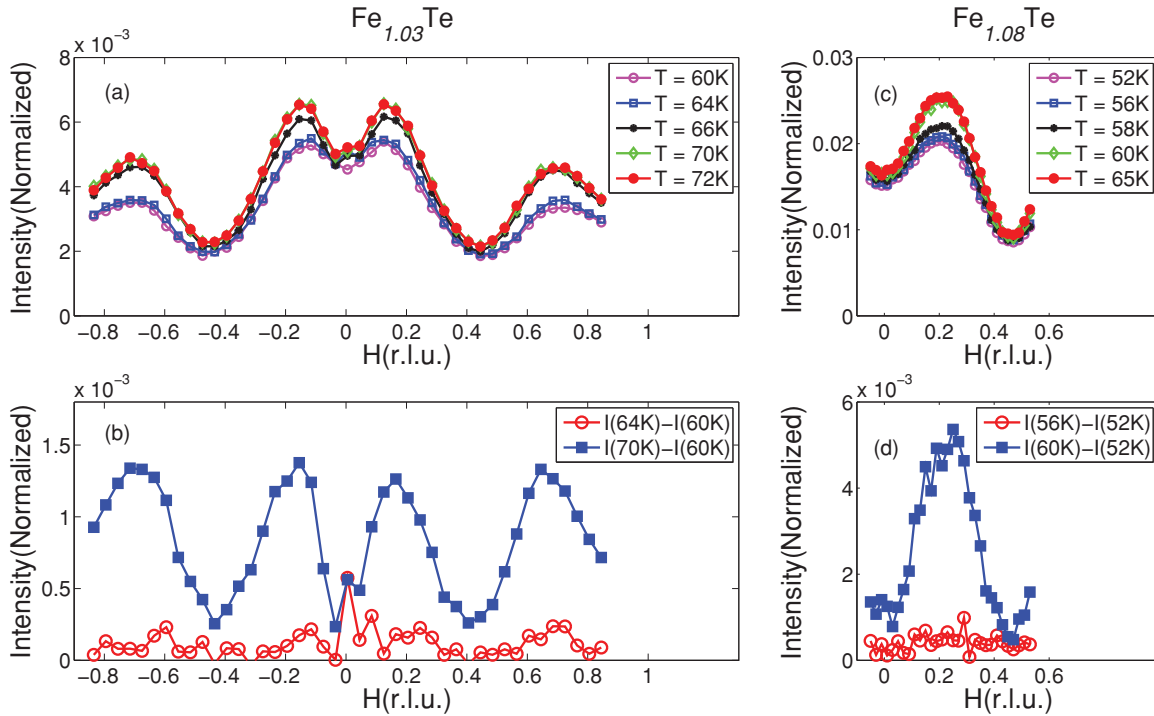 Fe1.03Te
Fe1.08Te
x 10−3
(a)
T = 60K
T = 64K
T = 66K
T = 70K
T = 72K
Intensity(Normalized)
8
6
4
2
0
−0.8 −0.6 −0.4 −0.2 0 0.2 0.4 0.6 0.8 1
H(r.l.u.)
(c)
T = 52K
T = 56K
T = 58K
T = 60K
T = 65K
Intensity(Normalized)
0.03
0.02
0.01
0
0 0.2 0.4 0.6
H(r.l.u.)
x 10−3
(b)
I(64K)−I(60K)
I(70K)−I(60K)
Intensity(Normalized)
1.5
1
0.5
0
−0.8 −0.6 −0.4 −0.2 0 0.2 0.4 0.6 0.8 1
H(r.l.u.)
x 10−3
(d)
I(56K)−I(52K)
I(60K)−I(52K)
Intensity(Normalized)
6
4
2
0
0 0.2 0.4 0.6
H(r.l.u.)